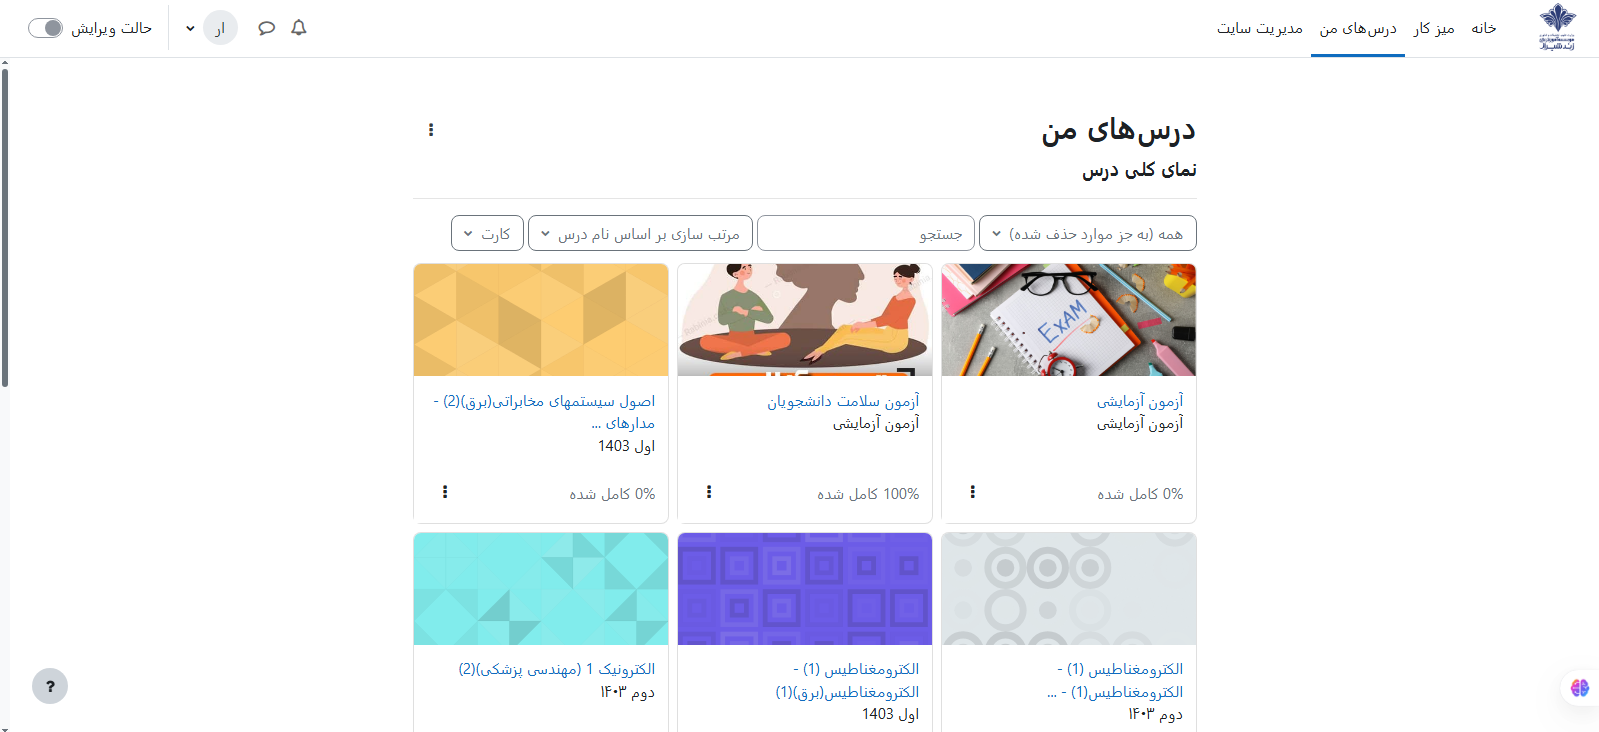 خانه
میز کار
درس‌های من
مدیریت سایت
ار
حالت ویرایش
درس‌های من
نمای کلی درس
همه (به جز موارد حذف شده)
جستجو
مرتب سازی بر اساس نام درس
کارت
EXAM
آزمون آزمایشی
آزمون آزمایشی
0% کامل شده
آزمون سلامت دانشجویان
آزمون آزمایشی
100% کامل شده
اصول سیستمهای مخابراتی(برق)(2) -
مدارهای ...
اول 1403
0% کامل شده
الکترومغناطیس (1) -
الکترومغناطیس(1) - ...
دوم ۱۴۰۳
الکترومغناطیس (1) -
الکترومغناطیس(برق)(1)
اول 1403
الکترونیک 1 (مهندسی پزشکی)(2)
دوم ۱۴۰۳
?